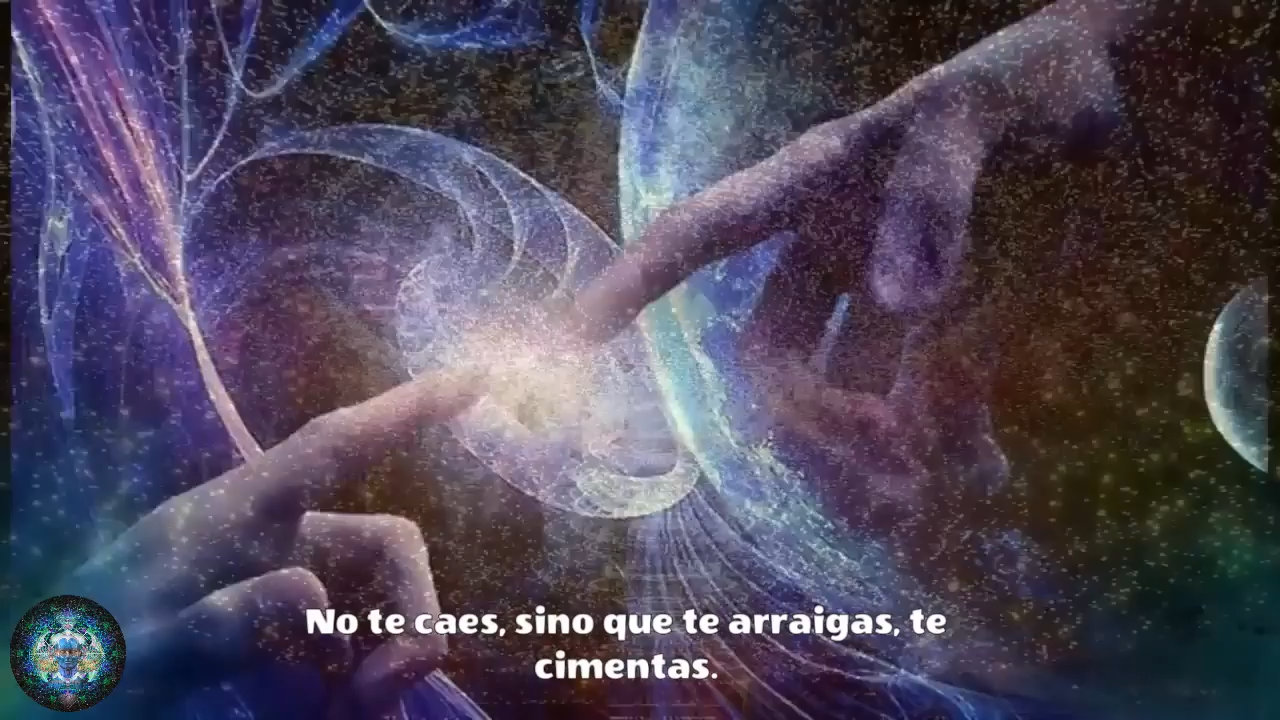 No te caes, sino que te arraigas, te
cimentas.